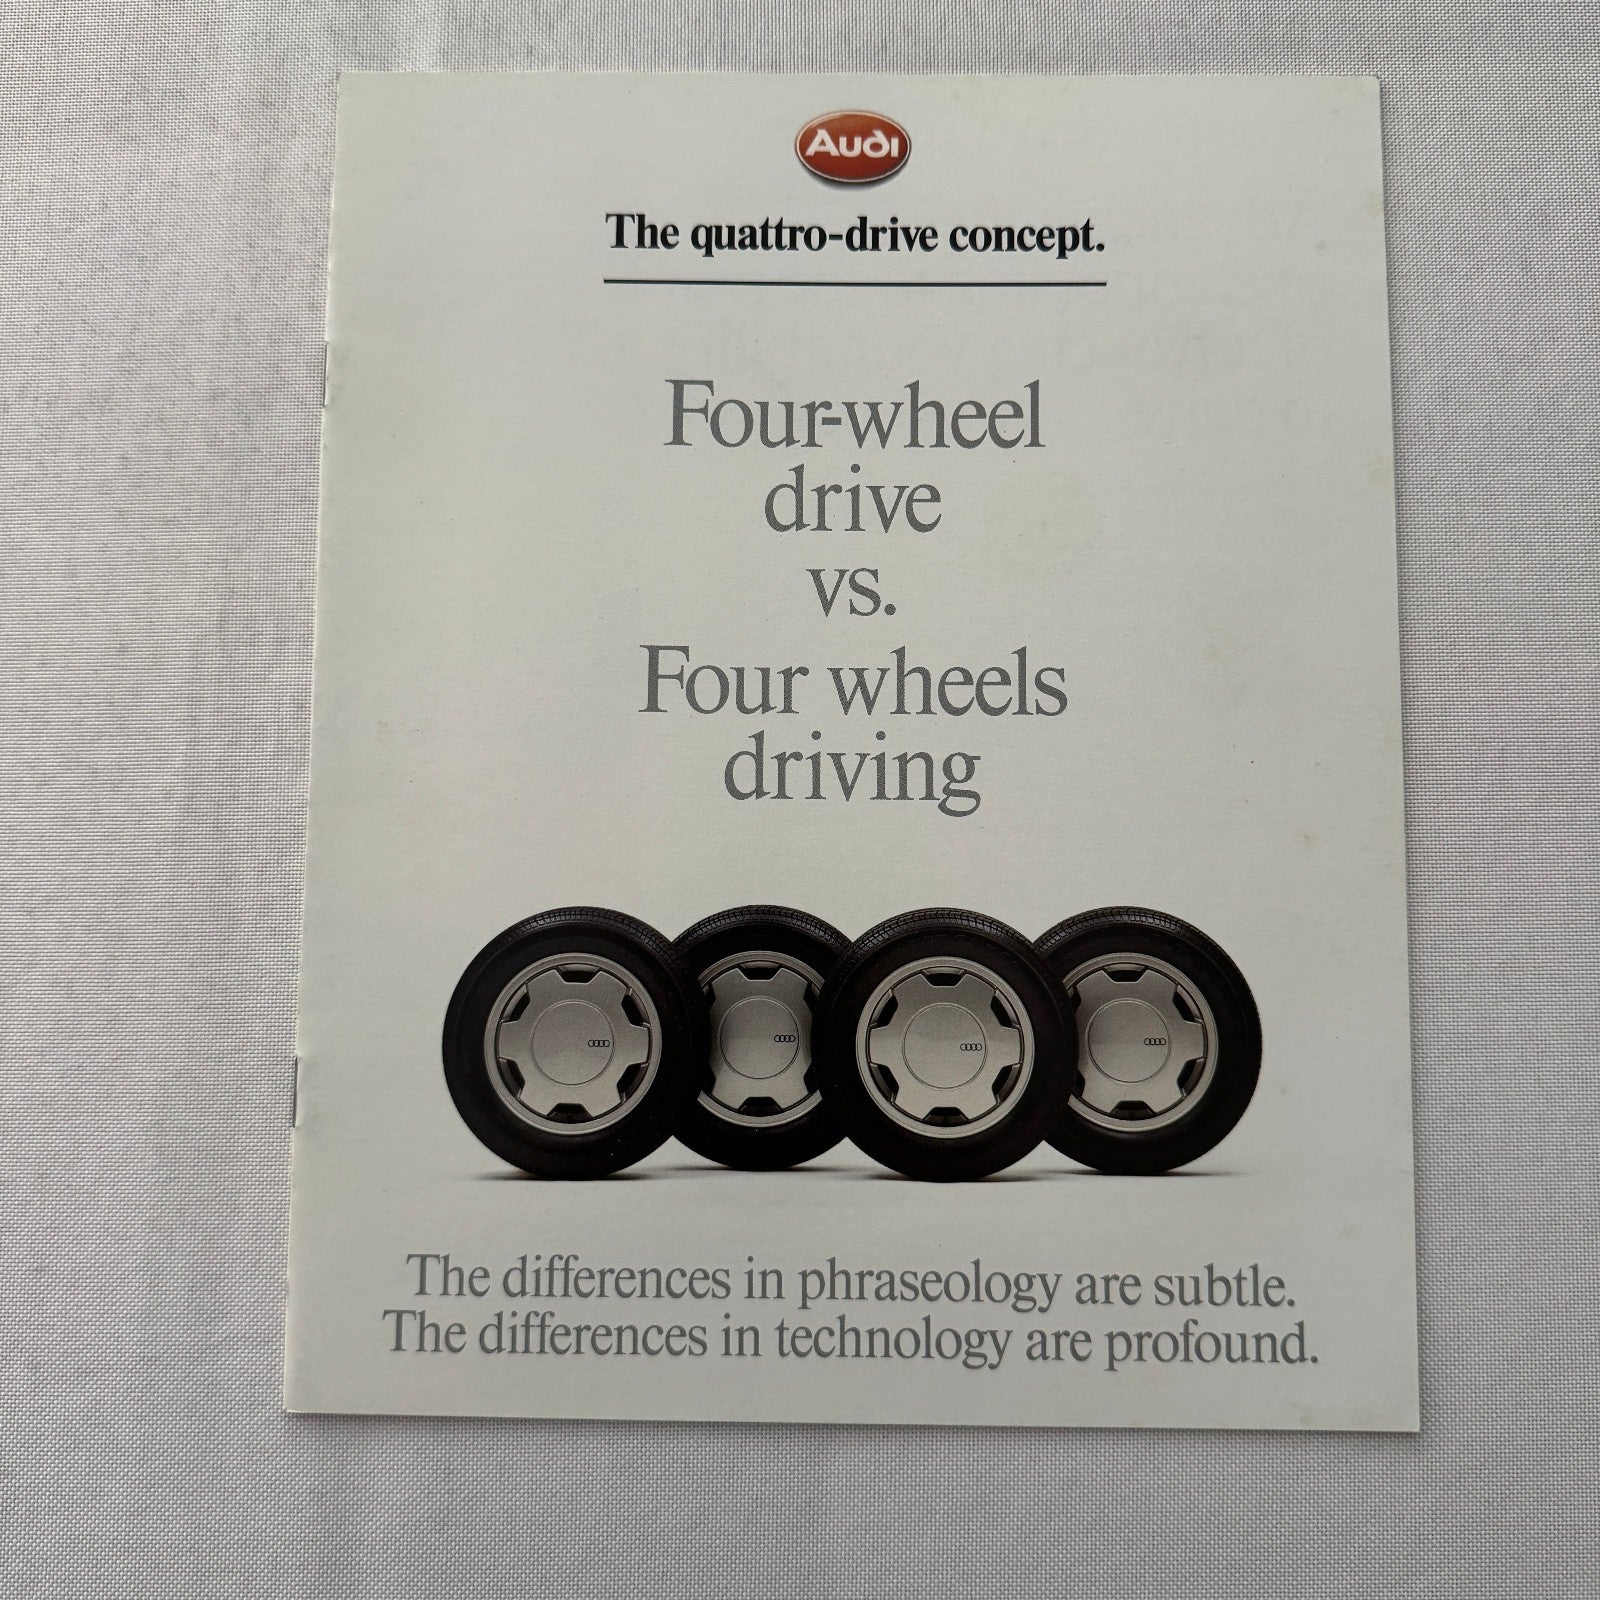 Audi
The quattro-drive concept.
Four-wheel
drive
vs.
Four wheels
driving
The differences in phraseology are subtle.
The differences in technology are profound.